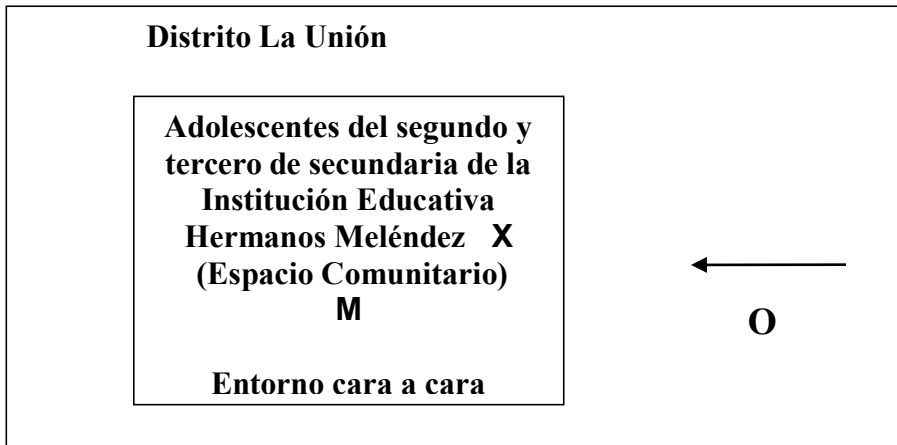 Distrito La Unión
Adolescentes del segundo y
tercero de secundaria de la
Institución Educativa
Hermanos Meléndez X
(Espacio Comunitario)
M
O
Entorno cara a cara